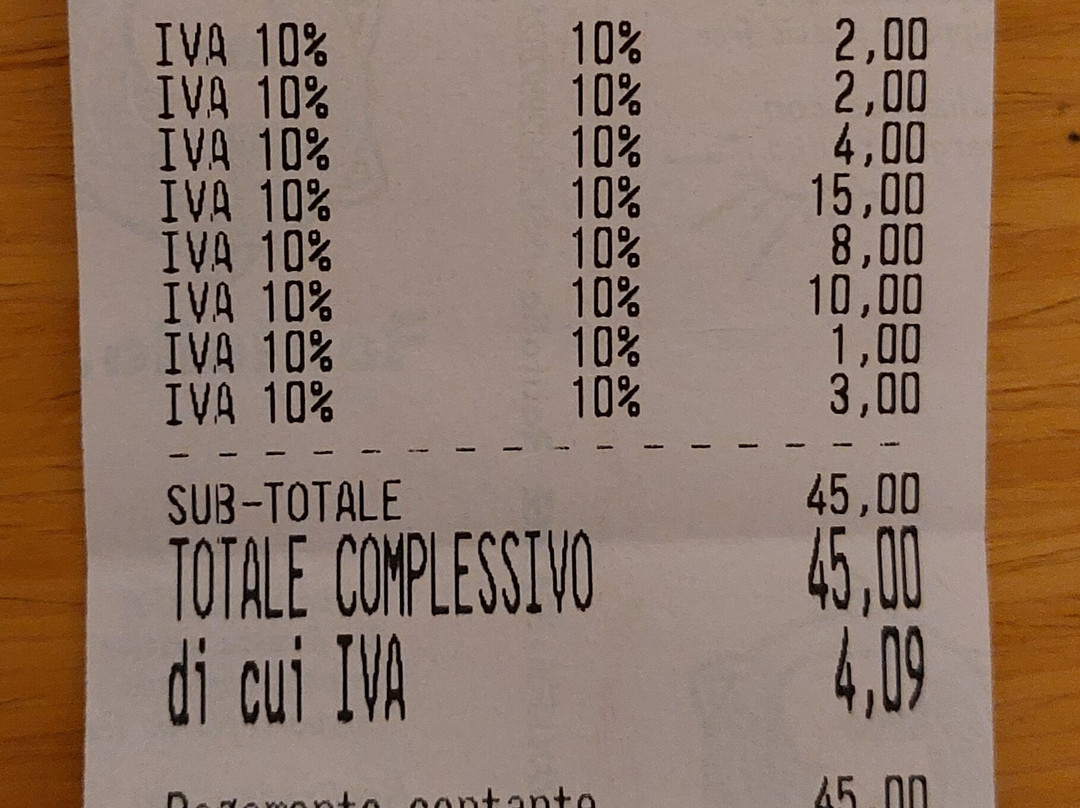 IVA 10% 10% 2,00
IVA 10% 10% 2,00
IVA 10% 10% 4,00
IVA 10% 10% 15,00
IVA 10% 10% 8,00
IVA 10% 10% 10,00
IVA 10% 10% 1,00
IVA 10% 10% 3,00
SUB-TOTALE 45,00
TOTALE COMPLESSIVO 45,00
di cui IVA 4,09
Pagamento contante 45,00